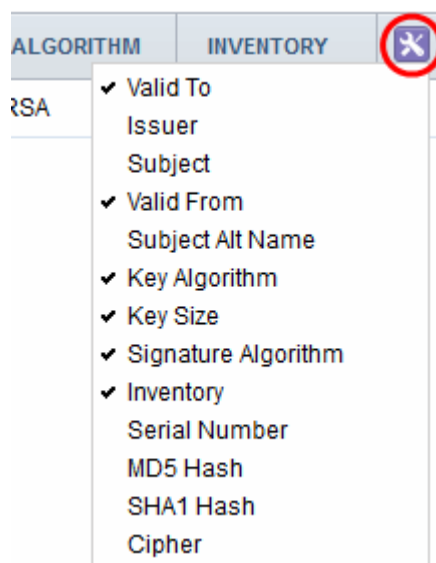 ALGORITHM INVENTORY
RSA
✔ Valid To
Issuer
Subject
✔ Valid From
Subject Alt Name
✔ Key Algorithm
✔ Key Size
✔ Signature Algorithm
✔ Inventory
Serial Number
MD5 Hash
SHA1 Hash
Cipher